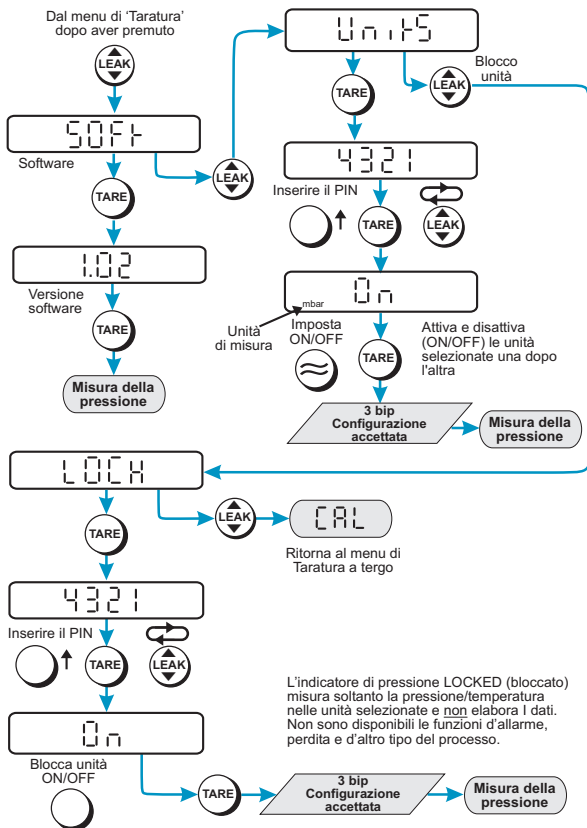 Dal menu di ‘Taratura’
dopo aver premuto
LEAK
SOFt
Software
LEAK
TARE
1.02
Versione
software
TARE
Misura della
pressione
UnitS
Blocco
unità
TARE
LEAK
4321
Inserire il PIN
TARE
LEAK
On
mbar
Unità
di misura
Imposta
ON/OFF
TARE
Attiva e disattiva
(ON/OFF) le unità
selezionate una dopo
l'altra
3 bip
Configurazione
accettata
Misura della
pressione
LOCK
TARE
LEAK
CAL
Ritorna al menu di
Taratura a tergo
4321
Inserire il PIN
TARE
LEAK
On
Blocca unità
ON/OFF
L'indicatore di pressione LOCKED (bloccato)
misura soltanto la pressione/temperatura
nelle unità selezionate e non elabora I dati.
Non sono disponibili le funzioni d'allarme,
perdita e d'altro tipo del processo.
TARE
3 bip
Configurazione
accettata
Misura della
pressione